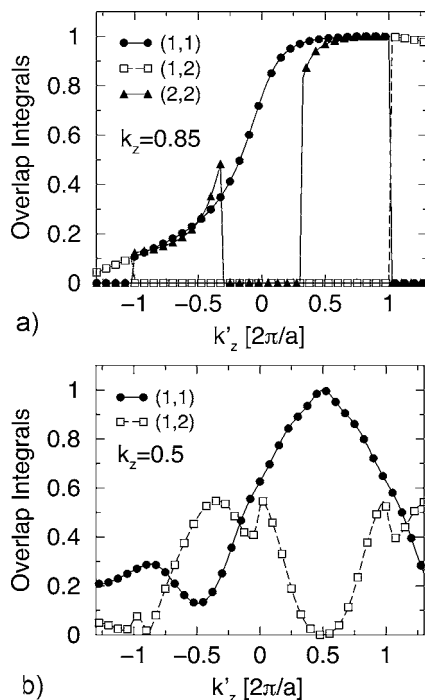 1
0.8
0.6
0.4
0.2
0
Overlap Integrals
(1,1)
(1,2)
(2,2)
k_z=0.85
−1 −0.5 0 0.5 1
k'_z [2π/a]
a)
1
0.8
0.6
0.4
0.2
0
Overlap Integrals
(1,1)
(1,2)
k_z=0.5
−1 −0.5 0 0.5 1
k'_z [2π/a]
b)